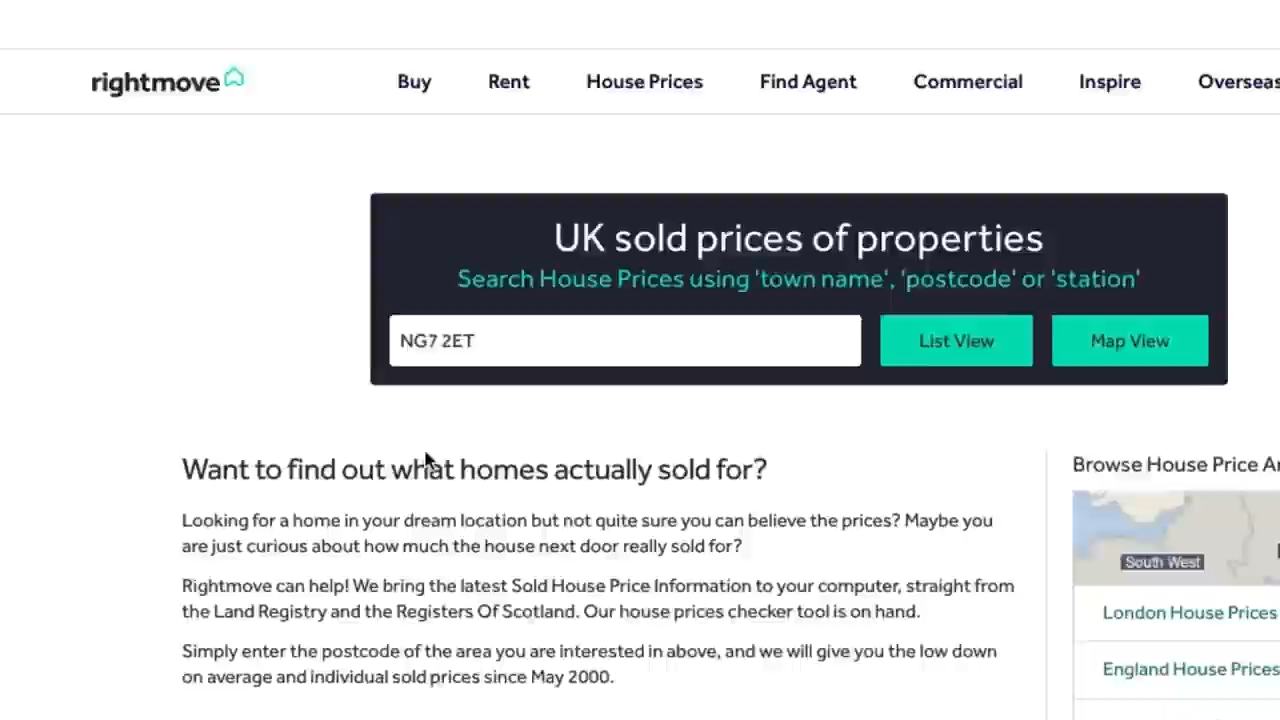 rightmove
Buy Rent House Prices Find Agent Commercial Inspire Overseas
UK sold prices of properties
Search House Prices using 'town name', 'postcode' or 'station'
NG7 2ET List View Map View
Want to find out what homes actually sold for?
Looking for a home in your dream location but not quite sure you can believe the prices? Maybe you
are just curious about how much the house next door really sold for?
Rightmove can help! We bring the latest Sold House Price Information to your computer, straight from
the Land Registry and the Registers Of Scotland. Our house prices checker tool is on hand.
Simply enter the postcode of the area you are interested in above, and we will give you the low down
on average and individual sold prices since May 2000.
Browse House Price
South West
London House Prices
England House Prices